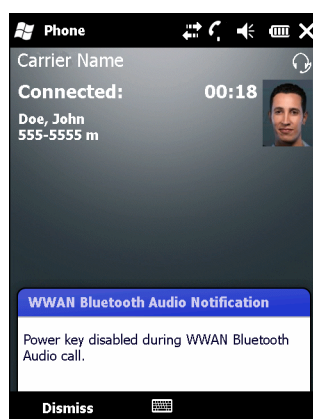 Phone
Carrier Name
Connected: 00:18
Doe, John
555-5555 m
WWAN Bluetooth Audio Notification
Power key disabled during WWAN Bluetooth
Audio call.
Dismiss